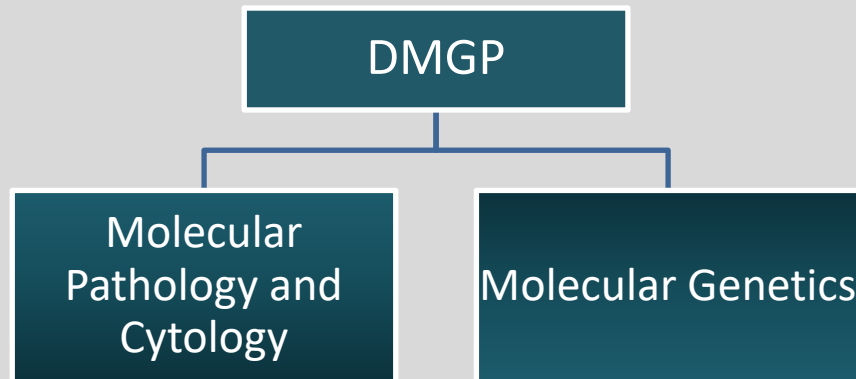 DMGP
Molecular
Pathology and
Cytology
Molecular Genetics